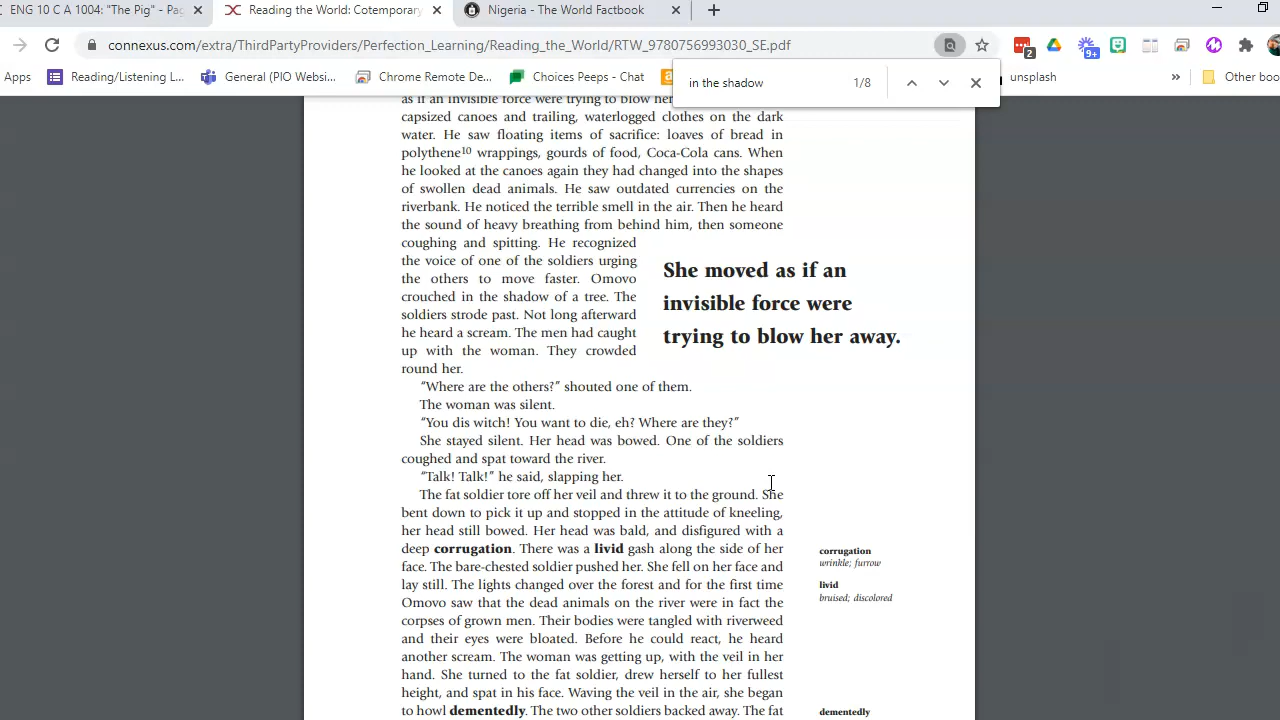 ENG 10 C A 1004: "The Pig" - Pag
Reading the World: Cotemporary
Nigeria - The World Factbook
connexus.com/extra/ThirdPartyProvider/Perfection_Learning/Reading_the_World/RTW_9780756993030_SE.pdf
2
9+
Apps
Reading/Listening L...
General (PIO Websi...
Chrome Remote De...
Choices Peeps - Chat
unsplash
»
Other boo
in the shadow 1/8
as if an invisible force were trying to blow her
capsized canoes and trailing, waterlogged clothes on the dark
water. He saw floating items of sacrifice: loaves of bread in
polythene10 wrappings, gourds of food, Coca-Cola cans. When
he looked at the canoes again they had changed into the shapes
of swollen dead animals. He saw outdated currencies on the
riverbank. He noticed the terrible smell in the air. Then he heard
the sound of heavy breathing from behind him, then someone
coughing and spitting. He recognized
the voice of one of the soldiers urging
the others to move faster. Omovo
crouched in the shadow of a tree. The
soldiers strode past. Not long afterward
he heard a scream. The men had caught
up with the woman. They crowded
round her.
She moved as if an
invisible force were
trying to blow her away.
“Where are the others?” shouted one of them.
The woman was silent.
“You dis witch! You want to die, eh? Where are they?”
She stayed silent. Her head was bowed. One of the soldiers
coughed and spat toward the river.
“Talk! Talk!” he said, slapping her.
The fat soldier tore off her veil and threw it to the ground. She
bent down to pick it up and stopped in the attitude of kneeling,
her head still bowed. Her head was bald, and disfigured with a
deep corrugation. There was a livid gash along the side of her
face. The bare-chested soldier pushed her. She fell on her face and
lay still. The lights changed over the forest and for the first time
Omovo saw that the dead animals on the river were in fact the
corpses of grown men. Their bodies were tangled with riverweed
and their eyes were bloated. Before he could react, he heard
another scream. The woman was getting up, with the veil in her
hand. She turned to the fat soldier, drew herself to her fullest
height, and spat in his face. Waving the veil in the air, she began
to howl dementedly. The two other soldiers backed away. The fat
corrugation
wrinkle; furrow
livid
bruised; discolored
dementedly